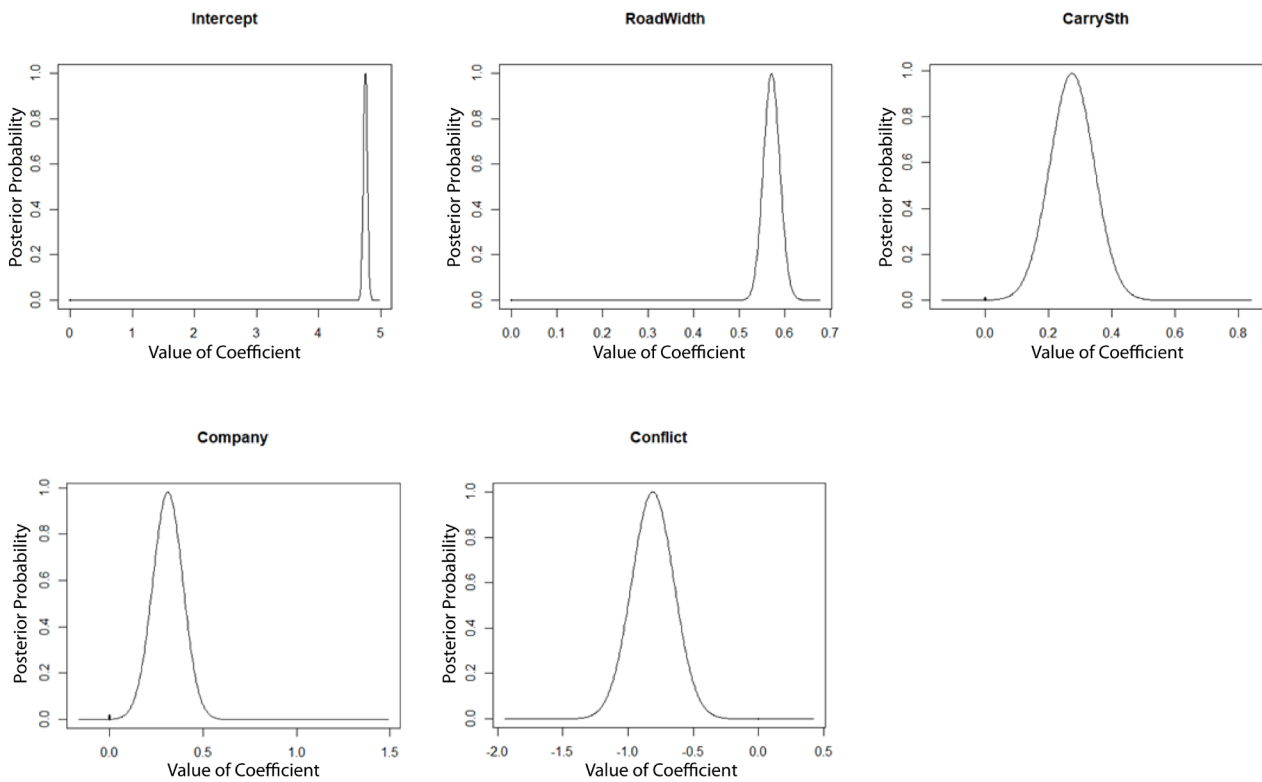 Intercept
Posterior Probability
1.0
0.8
0.6
0.4
0.2
0.0
0 1 2 3 4 5
Value of Coefficient
RoadWidth
Posterior Probability
1.0
0.8
0.6
0.4
0.2
0.0
0.0 0.1 0.2 0.3 0.4 0.5 0.6 0.7
Value of Coefficient
CarrySth
Posterior Probability
1.0
0.8
0.6
0.4
0.2
0.0
0.0 0.2 0.4 0.6 0.8
Value of Coefficient
Company
Posterior Probability
1.0
0.8
0.6
0.4
0.2
0.0
0.0 0.5 1.0 1.5
Value of Coefficient
Conflict
Posterior Probability
1.0
0.8
0.6
0.4
0.2
0.0
-2.0 -1.5 -1.0 -0.5 0.0 0.5
Value of Coefficient